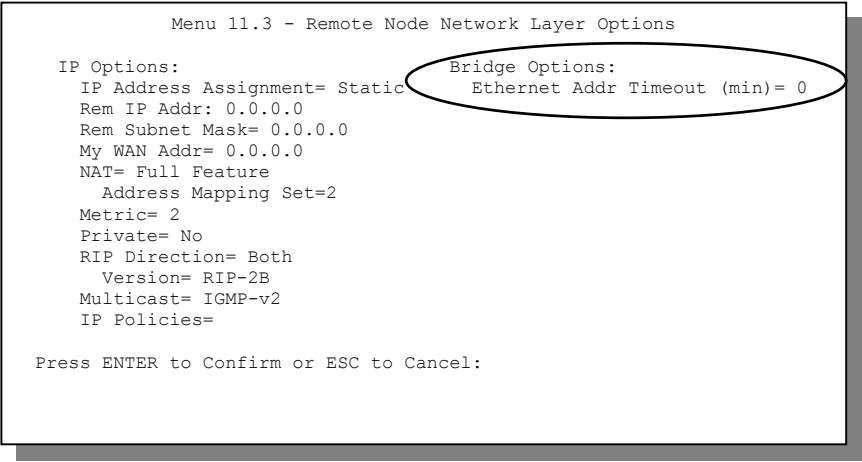 Menu 11.3 - Remote Node Network Layer Options
IP Options: Bridge Options:
IP Address Assignment= Static Ethernet Addr Timeout (min)= 0
Rem IP Addr: 0.0.0.0
Rem Subnet Mask= 0.0.0.0
My WAN Addr= 0.0.0.0
NAT= Full Feature
Address Mapping Set=2
Metric= 2
Private= No
RIP Direction= Both
Version= RIP-2B
Multicast= IGMP-v2
IP Policies=
Press ENTER to Confirm or ESC to Cancel: